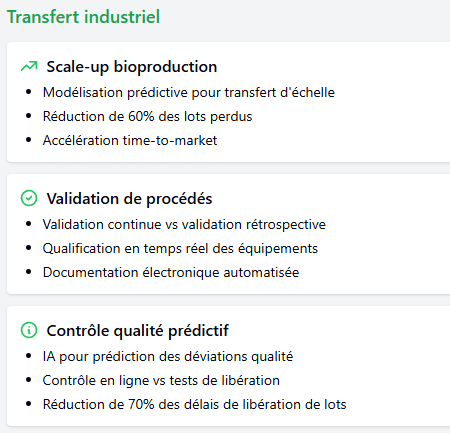 Transfert industriel
Scale-up bioproduction
Modélisation prédictive pour transfert d'échelle
Réduction de 60% des lots perdus
Accélération time-to-market
Validation de procédés
Validation continue vs validation rétrospective
Qualification en temps réel des équipements
Documentation électronique automatisée
Contrôle qualité prédictif
IA pour prédiction des déviations qualité
Contrôle en ligne vs tests de libération
Réduction de 70% des délais de libération de lots